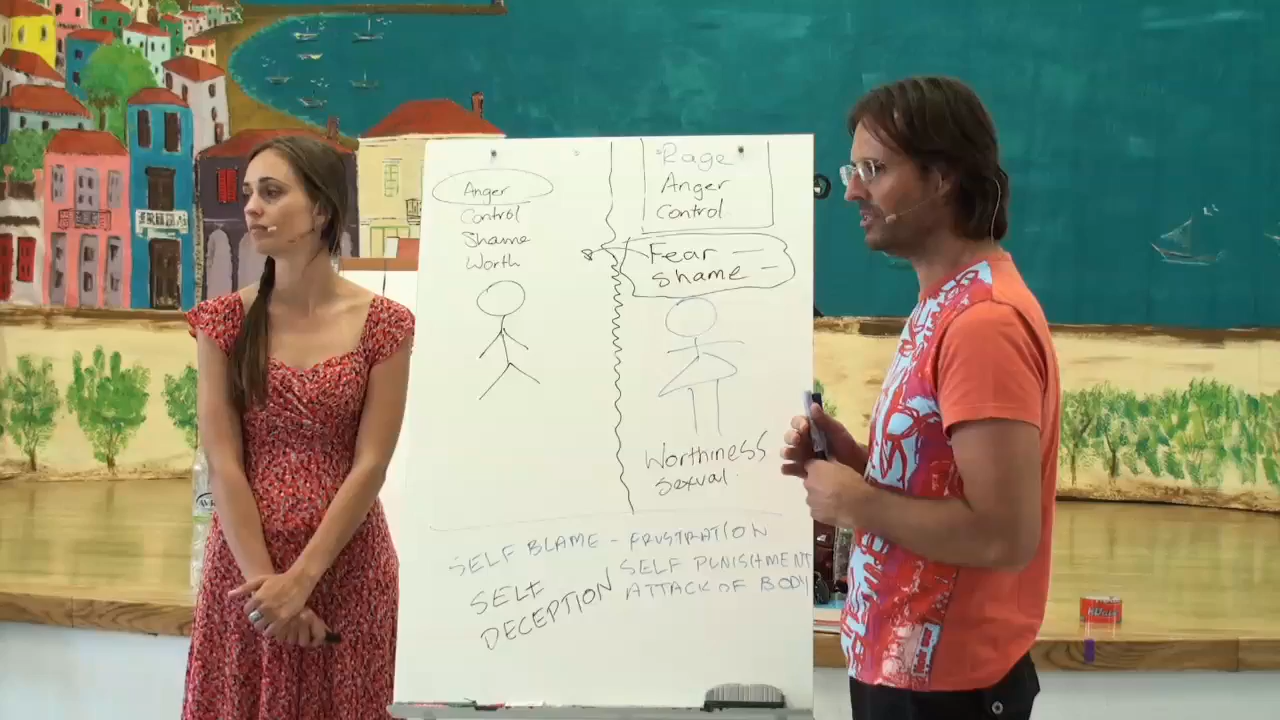 Anger
Control
Shame
Worth
Rage
Anger
Control
Fear
Shame
Worthiness
Sexual
SELF BLAME - FRUSTRATION
SELF PUNISHMENT
ATTACK OF BODY
SELF
DECEPTION